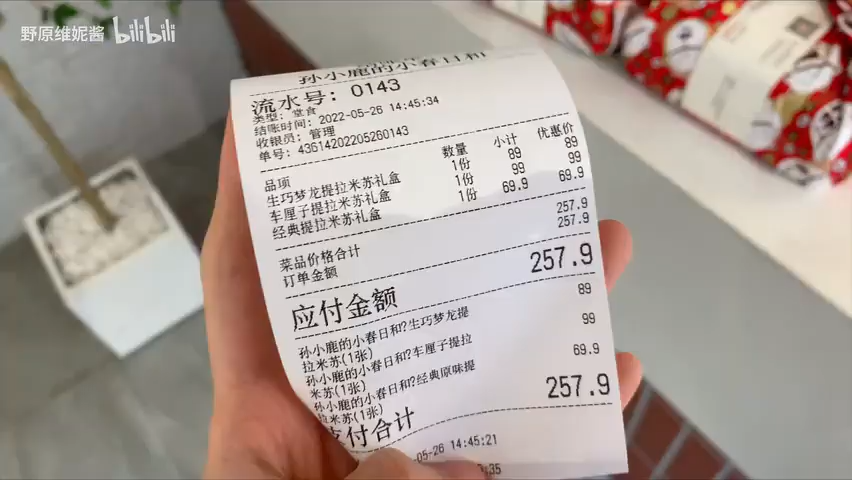 野原维妮酱 bilibili
孙小鹿的小春日和
流水号: 0143
类型: 堂食
结账时间: 2022-05-26 14:45:34
收银员: 管理
单号: 43614202205260143
品项 数量 小计 优惠价
生巧梦龙提拉米苏礼盒 1份 89 89
车厘子提拉米苏礼盒 1份 99 99
经典提拉米苏礼盒 1份 69.9 69.9
菜品价格合计 257.9
订单金额 257.9
应付金额 257.9
孙小鹿的小春日和?生巧梦龙提 89
拉米苏(1张)
孙小鹿的小春日和?车厘子提拉 99
米苏(1张)
孙小鹿的小春日和?经典原味提 69.9
拉米苏(1张)
付合计 257.9
05-26 14:45:21
:35